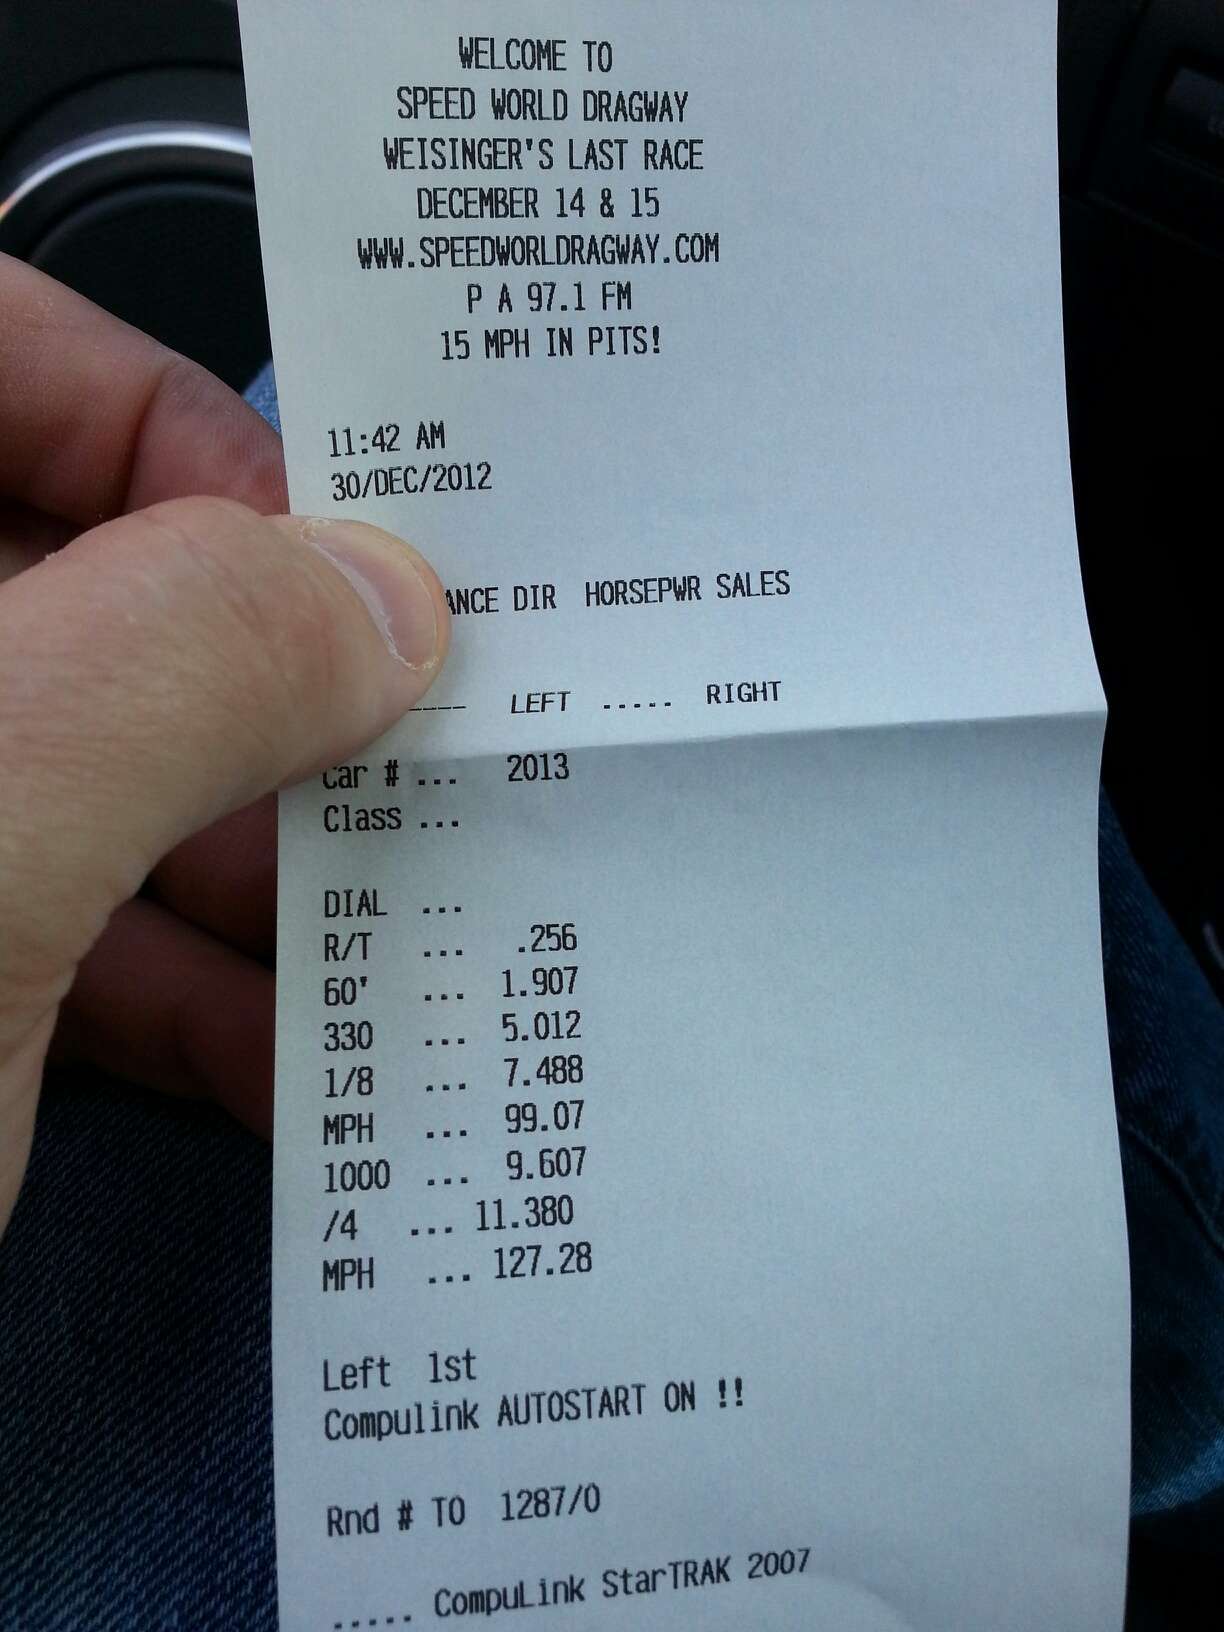 WELCOME TO
SPEED WORLD DRAGWAY
WEISINGER'S LAST RACE
DECEMBER 14 & 15
WWW.SPEEDWORLDRAGWAY.COM
P A 97.1 FM
15 MPH IN PITS!
11:42 AM
30/DEC/2012
DIR HORSEPWR SALES
---- LEFT ..... RIGHT
Car # ... 2013
Class ...
DIAL ...
R/T ... .256
60' ... 1.907
330 ... 5.012
1/8 ... 7.488
MPH ... 99.07
1000 ... 9.607
/4 ... 11.380
MPH ... 127.28
Left 1st
Compulink AUTOSTART ON !!
Rnd # TO 1287/0
..... CompuLink StarTRAK 2007